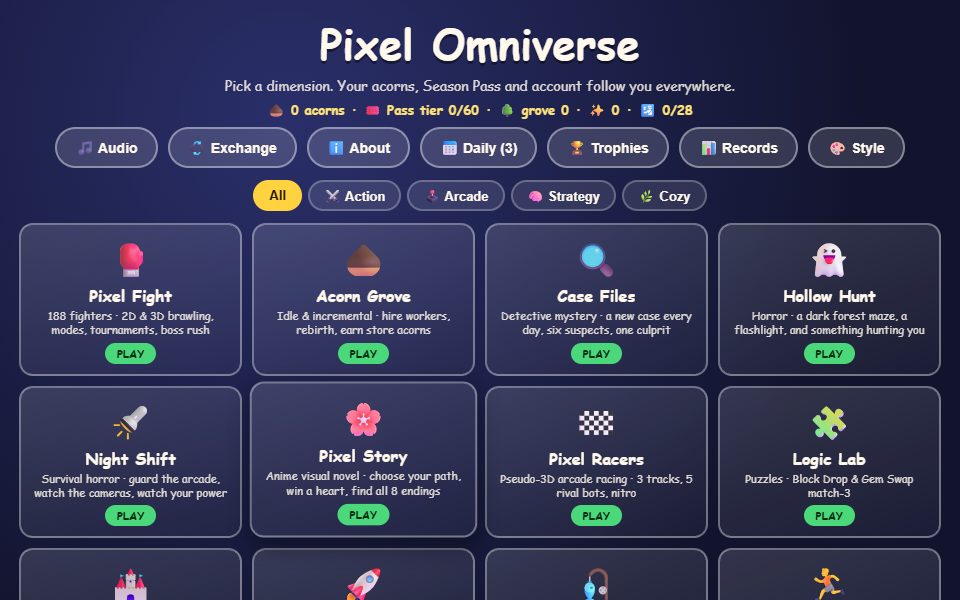 Pixel Omniverse
Pick a dimension. Your acorns, Season Pass and account follow you everywhere.
0 acorns · Pass tier 0/60 · grove 0 · 0 · 0/28
Audio
Exchange
About
Daily (3)
Trophies
Records
Style
All
Action
Arcade
Strategy
Cozy
Pixel Fight
188 fighters · 2D & 3D brawling,
modes, tournaments, boss rush
PLAY
Acorn Grove
Idle & incremental · hire workers,
rebirth, earn store acorns
PLAY
Case Files
Detective mystery · a new case every
day, six suspects, one culprit
PLAY
Hollow Hunt
Horror · a dark forest maze, a
flashlight, and something hunting you
PLAY
Night Shift
Survival horror · guard the arcade,
watch the cameras, watch your power
PLAY
Pixel Story
Anime visual novel · choose your path,
win a heart, find all 8 endings
PLAY
Pixel Racers
Pseudo-3D arcade racing · 3 tracks, 5
rival bots, nitro
PLAY
Logic Lab
Puzzles · Block Drop & Gem Swap
match-3
PLAY